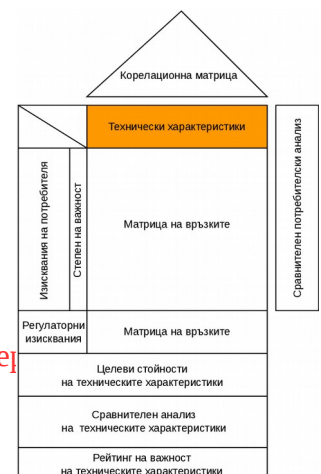 Корелационна матрица
Технически характеристики
Изисквания на потребителя
Степен на важност
Матрица на връзките
Сравнителен потребителски анализ
Регулаторни
изисквания
Матрица на връзките
Целеви стойности
на техническите характеристики
Сравнителен анализ
на техническите характеристики
Рейтинг на важност
на техническите характеристики